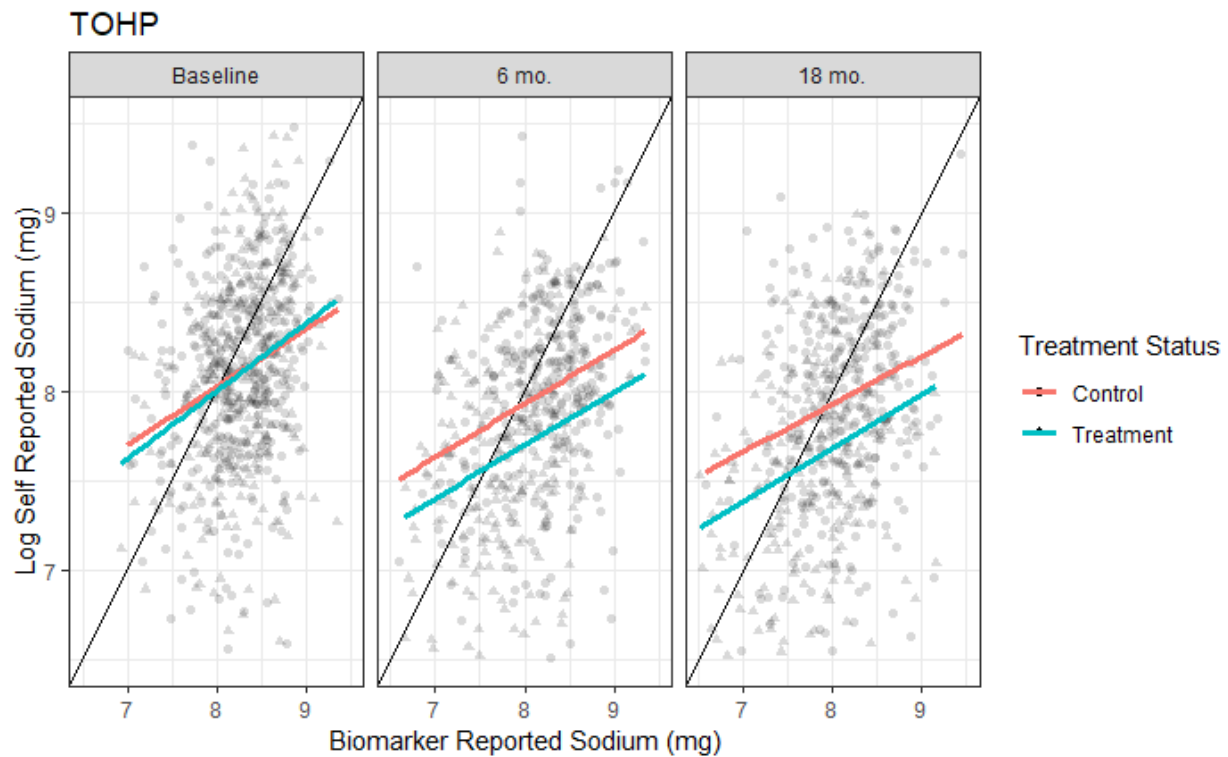 TOHP
Baseline
6 mo.
18 mo.
Log Self Reported Sodium (mg)
9
8
7
7 8 9
7 8 9
7 8 9
Biomarker Reported Sodium (mg)
Treatment Status
Control
Treatment